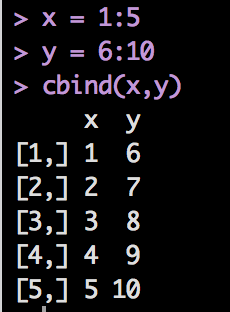 > x = 1:5
> y = 6:10
> cbind(x,y)
     x  y
[1,] 1  6
[2,] 2  7
[3,] 3  8
[4,] 4  9
[5,] 5 10